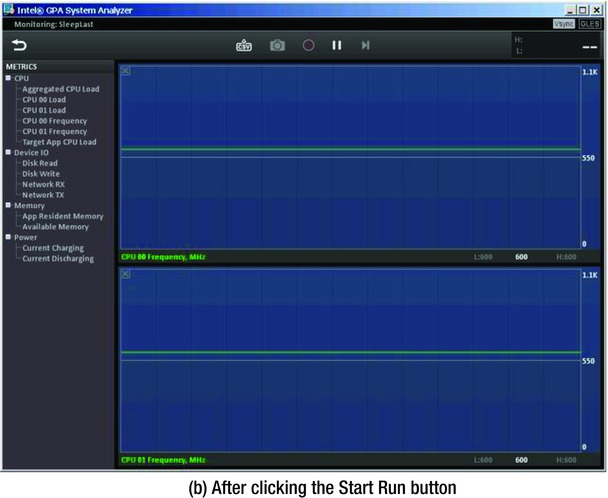 Intel® GPA System Analyzer
Monitoring: SleepLast
Vsync GLES
CSV
H:
L:
--
METRICS
CPU
Aggregated CPU Load
CPU 00 Load
CPU 01 Load
CPU 00 Frequency
CPU 01 Frequency
Target App CPU Load
Device IO
Disk Read
Disk Write
Network RX
Network TX
Memory
App Resident Memory
Available Memory
Power
Current Charging
Current Discharging
1.1K
550
0
CPU 00 Frequency, MHz L:600 600 H:600
1.1K
550
0
CPU 01 Frequency, MHz L:600 600 H:600
(b) After clicking the Start Run button